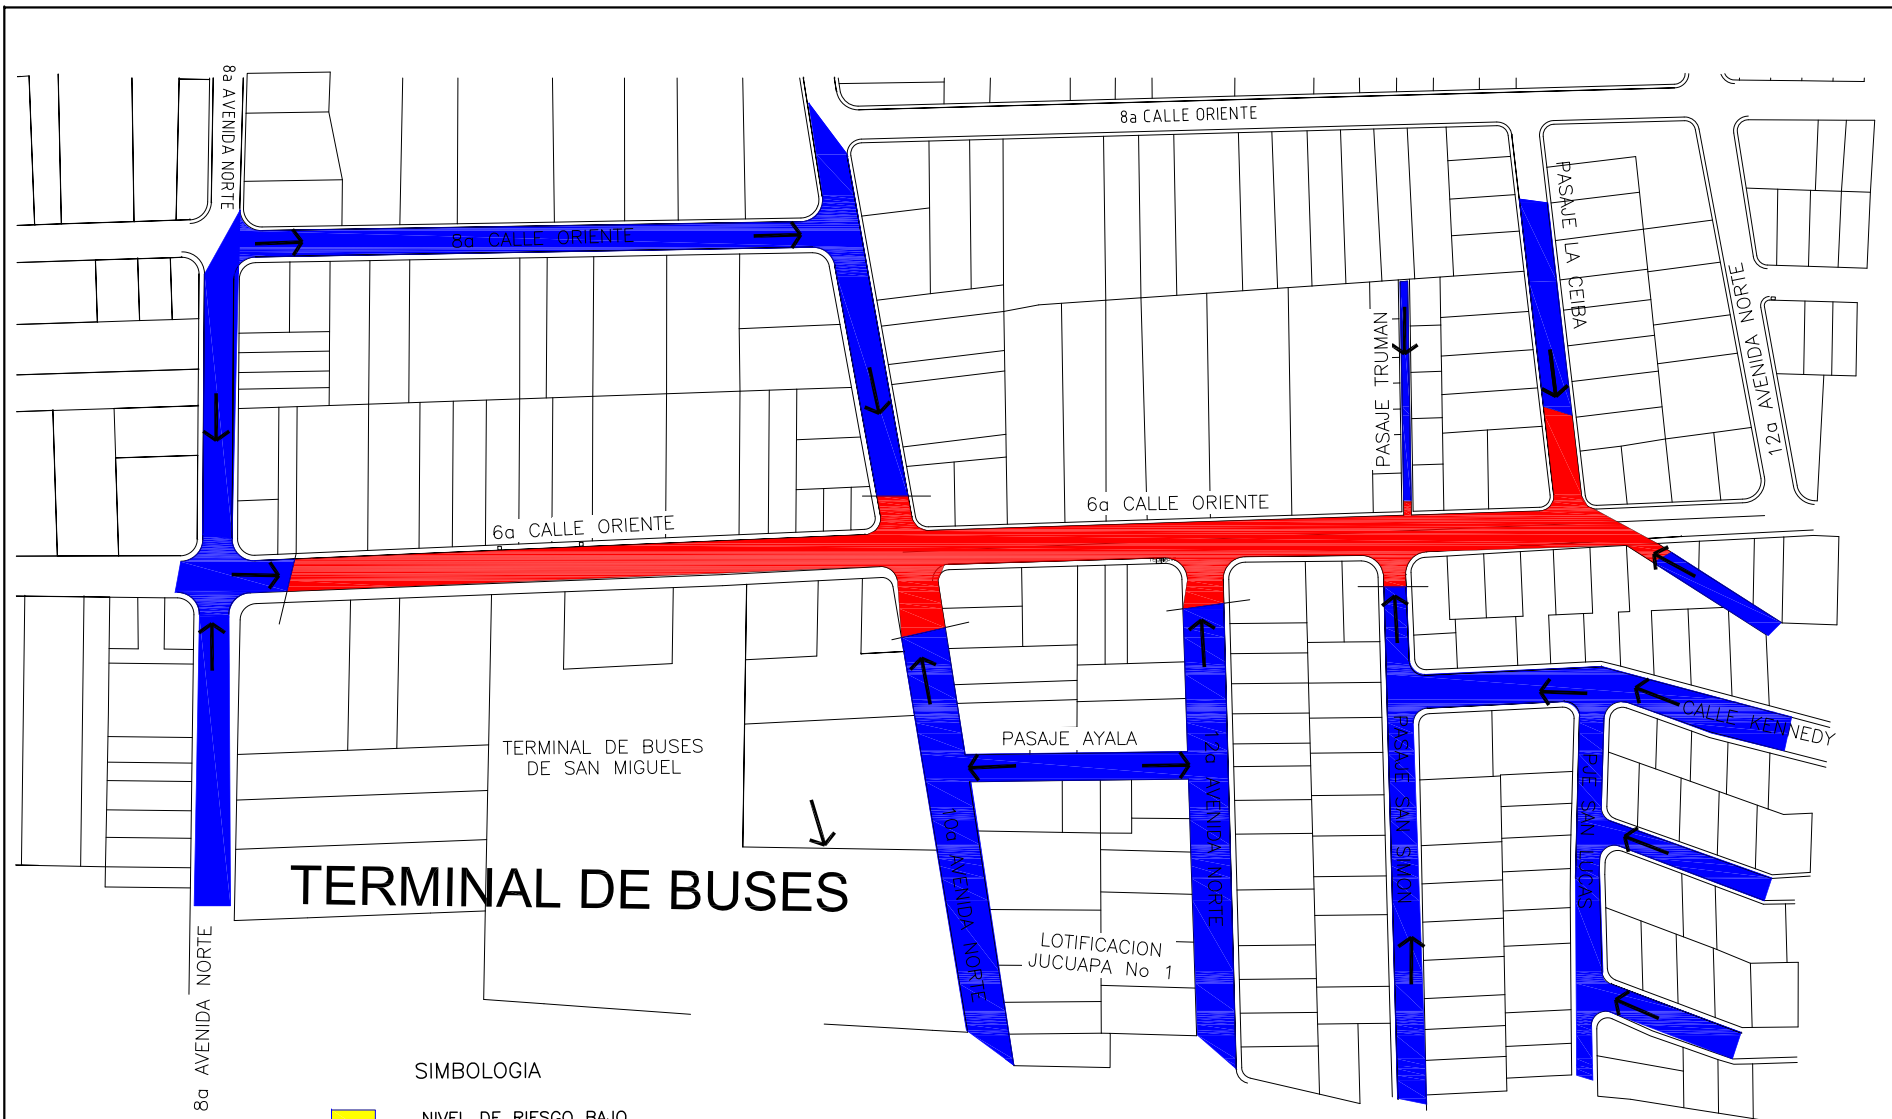 8a AVENIDA NORTE
8a CALLE ORIENTE
8a CALLE ORIENTE
PASAJE LA CEIBA
12a AVENIDA NORTE
PASAJE TRUMAN
6a CALLE ORIENTE
6a CALLE ORIENTE
CALLE KENNEDY
PASAJE AYALA
TERMINAL DE BUSES
DE SAN MIGUEL
12a AVENIDA NORTE
PASAJE SAN SIMON
PJE SAN LUCAS
10a AVENIDA NORTE
TERMINAL DE BUSES
LOTIFICACION
JUCUAPA No 1
8a AVENIDA NORTE
SIMBOLOGIA
NIVEL DE RIESGO BAJO